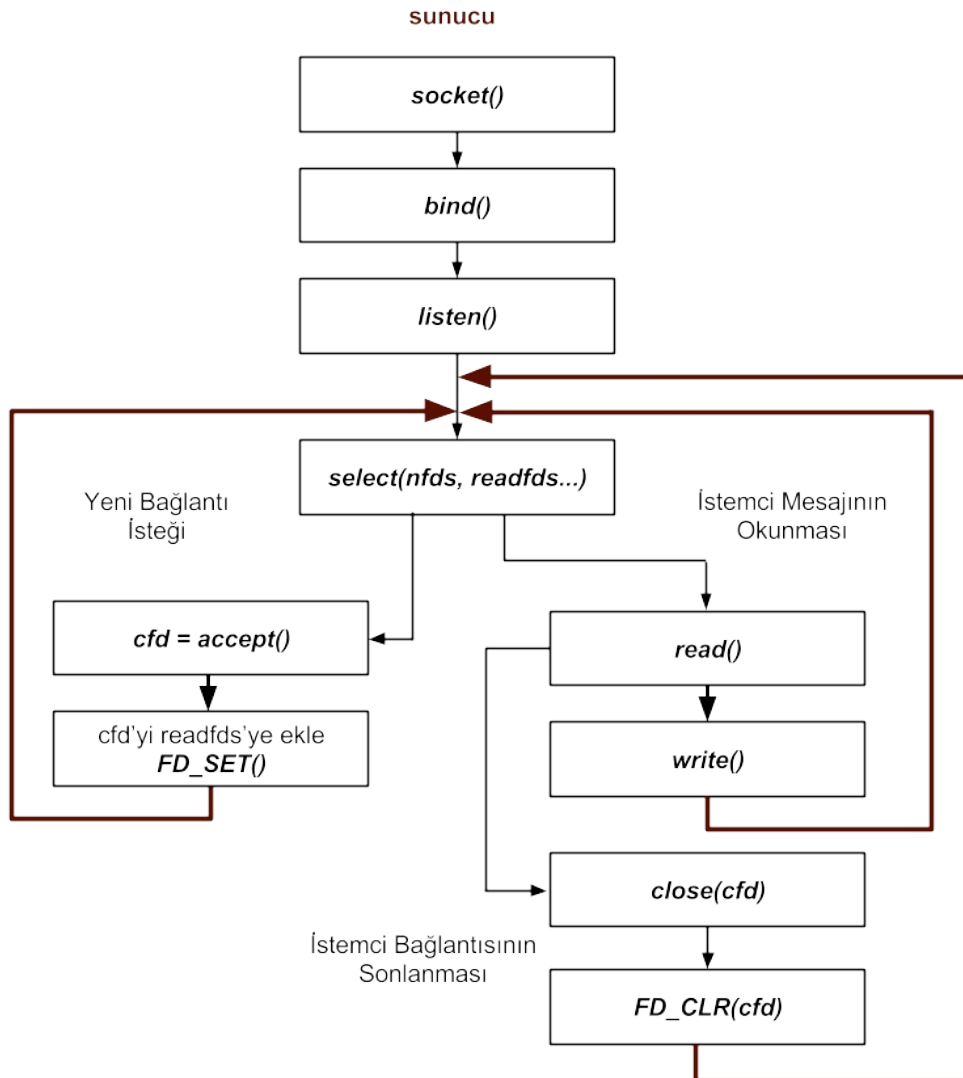 sunucu
socket()
bind()
listen()
select(nfds, readfds...)
Yeni Bağlantı
İsteği
İstemci Mesajının
Okunması
cfd = accept()
read()
cfd'yi readfds'ye ekle
FD_SET()
write()
close(cfd)
İstemci Bağlantısının
Sonlanması
FD_CLR(cfd)